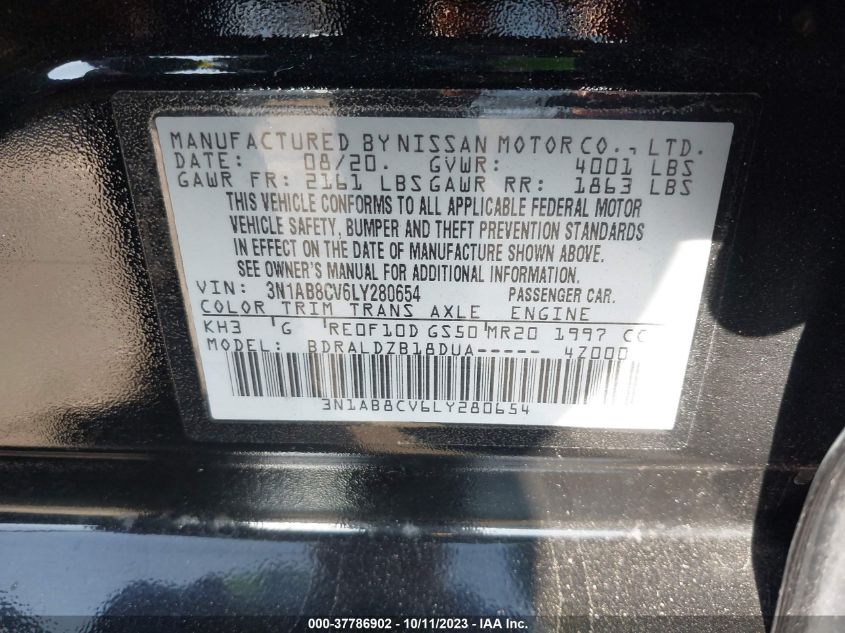 MANUFACTURED BY NISSAN MOTOR CO., LTD.
DATE: 08/20. GVWR: 4001 LBS
GAWR FR: 2161 LBS GAWR RR: 1863 LBS
THIS VEHICLE CONFORMS TO ALL APPLICABLE FEDERAL MOTOR
VEHICLE SAFETY, BUMPER AND THEFT PREVENTION STANDARDS
IN EFFECT ON THE DATE OF MANUFACTURE SHOWN ABOVE.
SEE OWNER'S MANUAL FOR ADDITIONAL INFORMATION.
VIN: 3N1AB8CV6LY280654 PASSENGER CAR.
COLOR TRIM TRANS AXLE ENGINE
KH3 G RE0F10D GS50 MR20 1997 CC
MODEL: BDRALDZB18DUA----- 47000
3N1AB8CV6LY280654
000-37786902 - 10/11/2023 - IAA Inc.